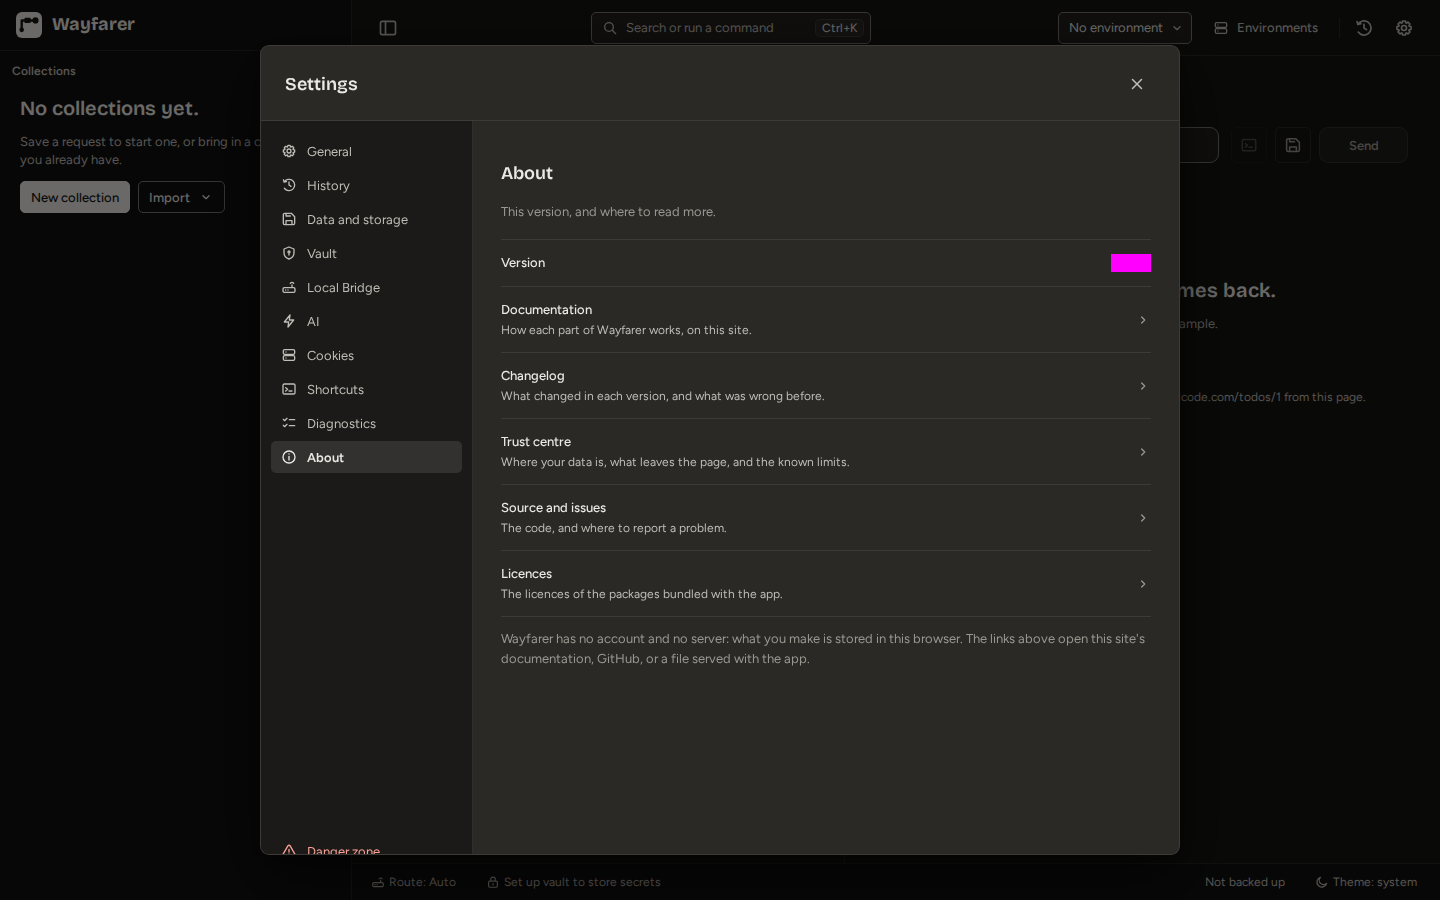 Wayfarer
Search or run a command
Ctrl+K
No environment
Environments
Collections
No collections yet.
Save a request to start one, or bring in a c
you already have.
New collection
Import
Send
mes back.
ample.
code.com/todos/1 from this page.
Settings
General
History
Data and storage
Vault
Local Bridge
AI
Cookies
Shortcuts
Diagnostics
About
Danger zone
About
This version, and where to read more.
Version
Documentation
How each part of Wayfarer works, on this site.
Changelog
What changed in each version, and what was wrong before.
Trust centre
Where your data is, what leaves the page, and the known limits.
Source and issues
The code, and where to report a problem.
Licences
The licences of the packages bundled with the app.
Wayfarer has no account and no server: what you make is stored in this browser. The links above open this site's
documentation, GitHub, or a file served with the app.
Route: Auto
Set up vault to store secrets
Not backed up
Theme: system